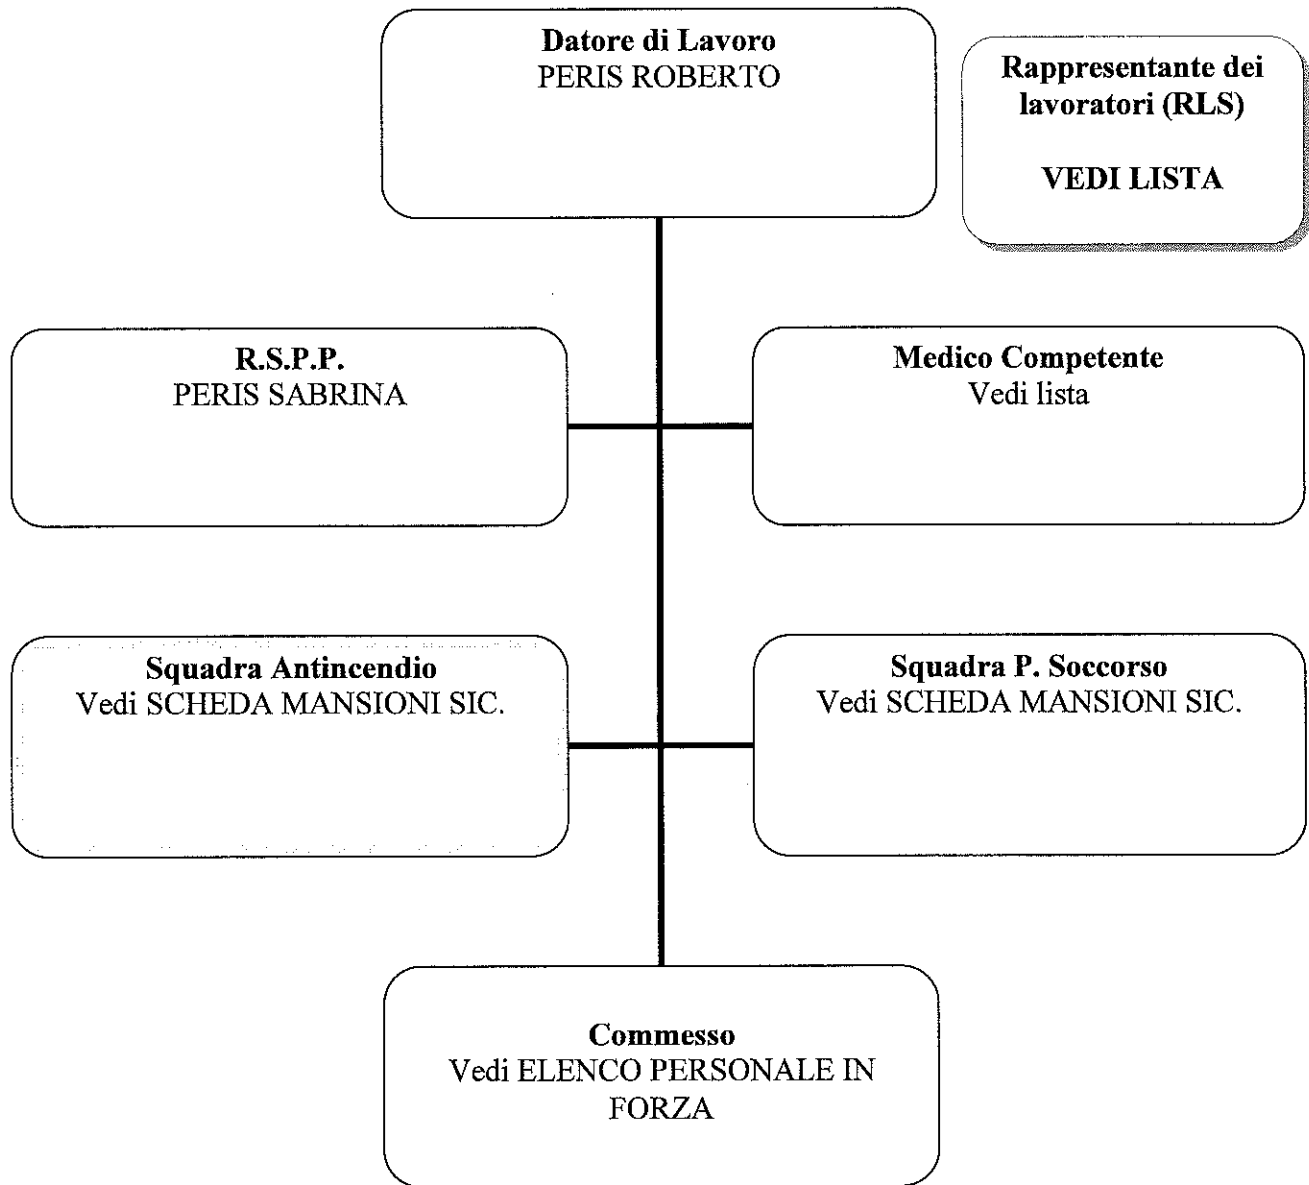 Datore di Lavoro
PERIS ROBERTO
Rappresentante dei
lavoratori (RLS)
VEDI LISTA
R.S.P.P.
PERIS SABRINA
Medico Competente
Vedi lista
Squadra Antincendio
Vedi SCHEDA MANSIONI SIC.
Squadra P. Soccorso
Vedi SCHEDA MANSIONI SIC.
Commesso
Vedi ELENCO PERSONALE IN
FORZA